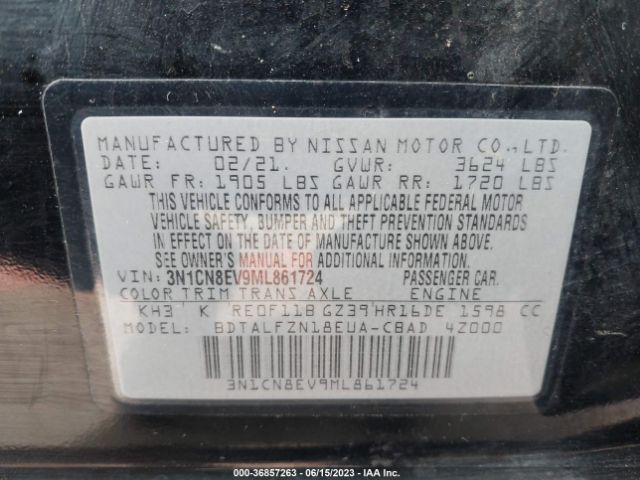 MANUFACTURED BY NISSAN MOTOR CO.,LTD.
DATE: 02/21. GVWR: 3624 LBS
GAWR FR: 1905 LBS GAWR RR: 1720 LBS
THIS VEHICLE CONFORMS TO ALL APPLICABLE FEDERAL MOTOR
VEHICLE SAFETY, BUMPER AND THEFT PREVENTION STANDARDS
IN EFFECT ON THE DATE OF MANUFACTURE SHOWN ABOVE.
SEE OWNER'S MANUAL FOR ADDITIONAL INFORMATION.
VIN: 3N1CN8EV9ML861724 PASSENGER CAR.
COLOR TRIM TRANS AXLE ENGINE
KH3 K RE0F11B GZ39 HR16DE 1598 CC
MODEL: BDTALFZN18EUA-CBAD 4Z000
3N1CN8EV9ML861724
000-36857263 - 06/15/2023 - IAA Inc.